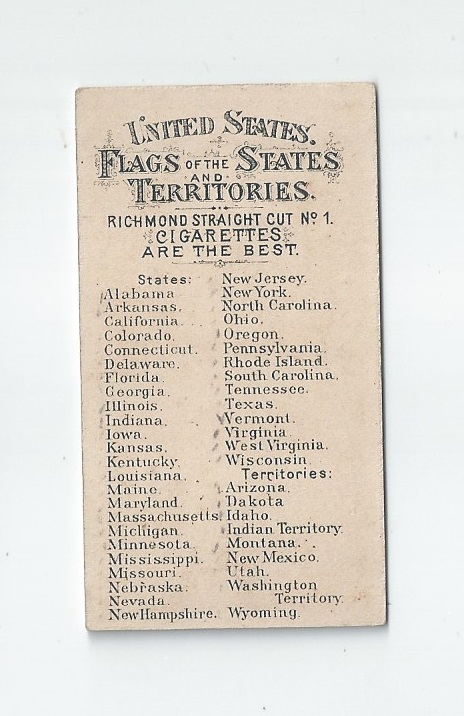 UNITED STATES.
FLAGS OF THE STATES
AND
TERRITORIES.
RICHMOND STRAIGHT CUT No 1.
CIGARETTES
ARE THE BEST.
States:
Alabama
Arkansas.
California.
Colorado.
Connecticut.
Delaware.
Florida.
Georgia.
Illinois.
Indiana.
Iowa.
Kansas.
Kentucky.
Louisiana.
Maine.
Maryland.
Massachusetts.
Michigan.
Minnesota.
Mississippi.
Missouri.
Nebraska.
Nevada.
New Hampshire.
New Jersey.
New York.
North Carolina.
Ohio.
Oregon.
Pennsylvania.
Rhode Island.
South Carolina.
Tennessee.
Texas.
Vermont.
Virginia.
West Virginia.
Wisconsin.
Territories:
Arizona.
Dakota
Idaho.
Indian Territory.
Montana.
New Mexico.
Utah.
Washington
Territory.
Wyoming.